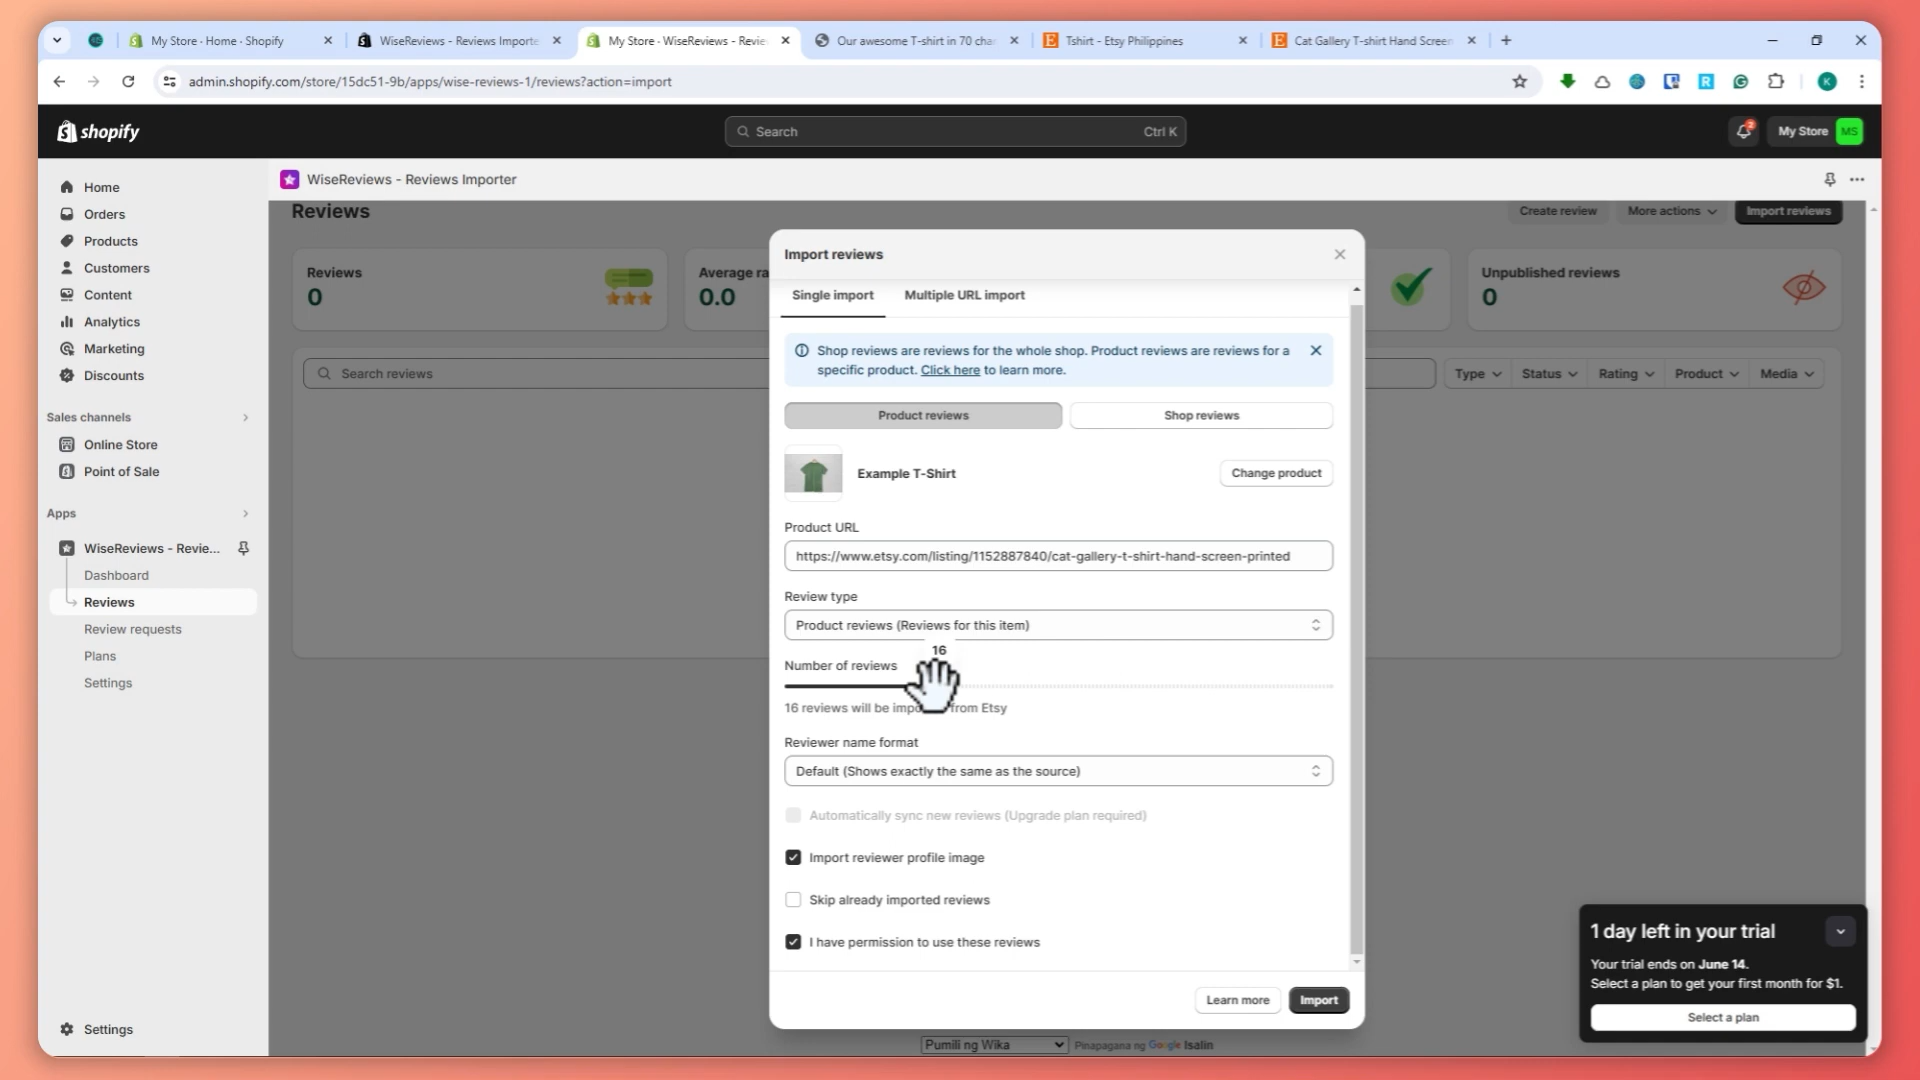 My Store · Home · Shopify
WiseReviews - Reviews Importe
My Store · WiseReviews - Revie
Our awesome T-shirt in 70 cha
Tshirt - Etsy Philippines
Cat Gallery T-shirt Hand Screen
admin.shopify.com/store/15dc51-9b/apps/wise-reviews-1/reviews?action=import
K
shopify
Search
Ctrl K
2
My Store
MS
Home
Orders
Products
Customers
Content
Analytics
Marketing
Discounts
Sales channels
Online Store
Point of Sale
Apps
WiseReviews - Revie...
Dashboard
Reviews
Review requests
Plans
Settings
Settings
WiseReviews - Reviews Importer
Reviews
Create review
More actions
Import reviews
Reviews
0
Average ra
0.0
Unpublished reviews
0
Search reviews
Type
Status
Rating
Product
Media
Import reviews
Single import
Multiple URL import
Shop reviews are reviews for the whole shop. Product reviews are reviews for a
specific product. Click here to learn more.
Product reviews
Shop reviews
Example T-Shirt
Change product
Product URL
https://www.etsy.com/listing/1152887840/cat-gallery-t-shirt-hand-screen-printed
Review type
Product reviews (Reviews for this item)
16
Number of reviews
16 reviews will be impo from Etsy
Reviewer name format
Default (Shows exactly the same as the source)
Automatically sync new reviews (Upgrade plan required)
Import reviewer profile image
Skip already imported reviews
I have permission to use these reviews
Learn more
Import
1 day left in your trial
Your trial ends on June 14.
Select a plan to get your first month for $1.
Select a plan
Pumili ng Wika
Pinapagana ng Google Isalin